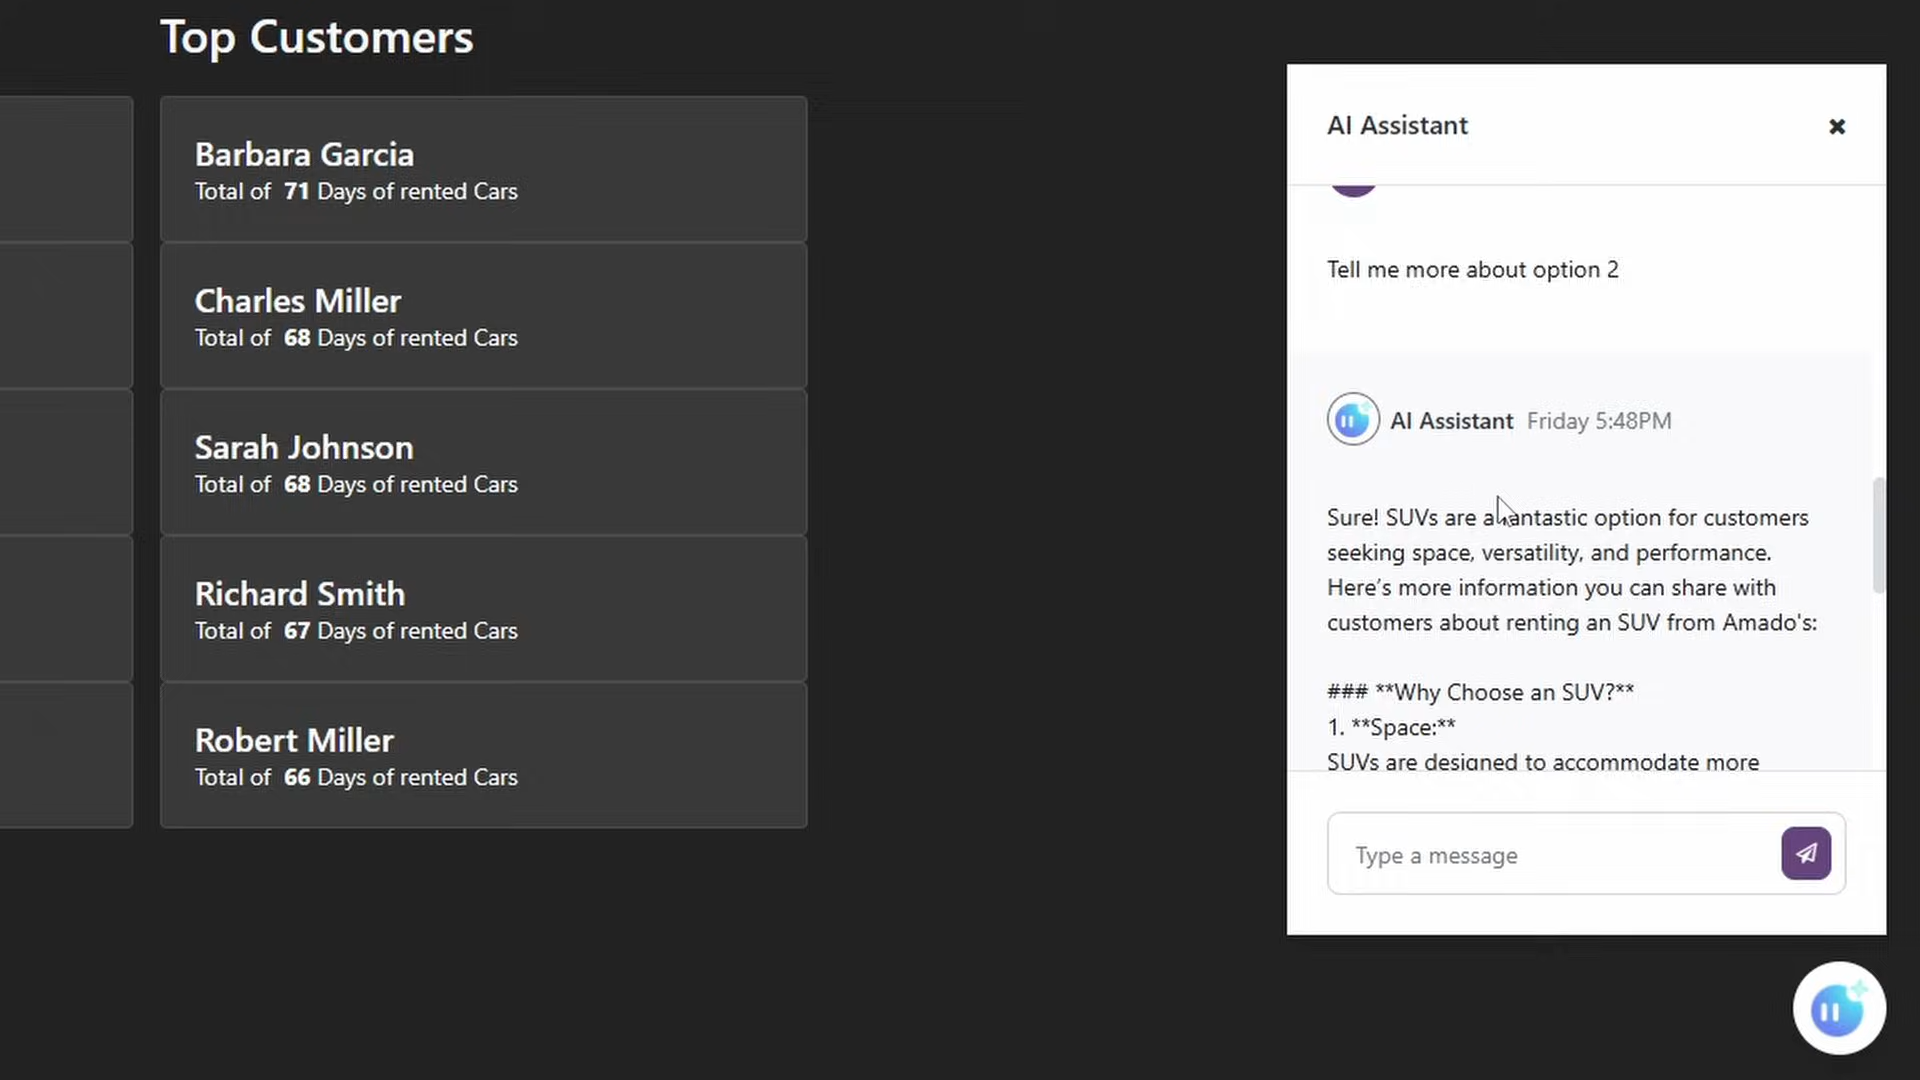 Top Customers
Barbara Garcia
Total of 71 Days of rented Cars
Charles Miller
Total of 68 Days of rented Cars
Sarah Johnson
Total of 68 Days of rented Cars
Richard Smith
Total of 67 Days of rented Cars
Robert Miller
Total of 66 Days of rented Cars
AI Assistant
Tell me more about option 2
AI Assistant Friday 5:48PM
Sure! SUVs are a fantastic option for customers
seeking space, versatility, and performance.
Here’s more information you can share with
customers about renting an SUV from Amado's:
### **Why Choose an SUV?**
1. **Space:**
SUVs are designed to accommodate more
Type a message